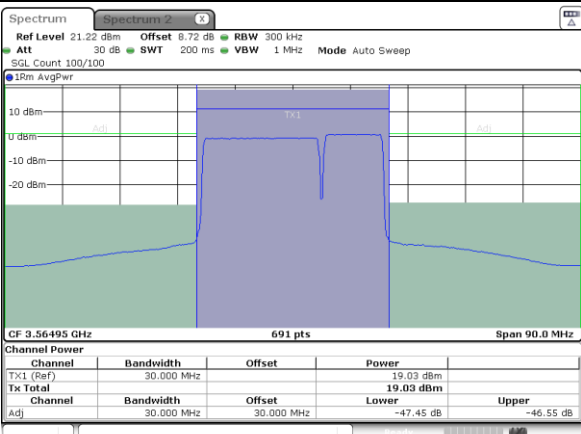 Spectrum Spectrum 2 X
Ref Level 21.22 dBm Offset 8.72 dB RBW 300 kHz
Att 30 dB SWT 200 ms VBW 1 MHz Mode Auto Sweep
SGL Count 100/100
1Rm AvgPwr
10 dBm
TX1
Adj Adj
0 dBm
-10 dBm
-20 dBm
CF 3.56495 GHz 691 pts Span 90.0 MHz
Channel Power
Channel Bandwidth Offset Power
TX1 (Ref) 30.000 MHz 19.03 dBm
Tx Total 19.03 dBm
Channel Bandwidth Offset Lower Upper
Adj 30.000 MHz 30.000 MHz -47.45 dB -46.55 dB